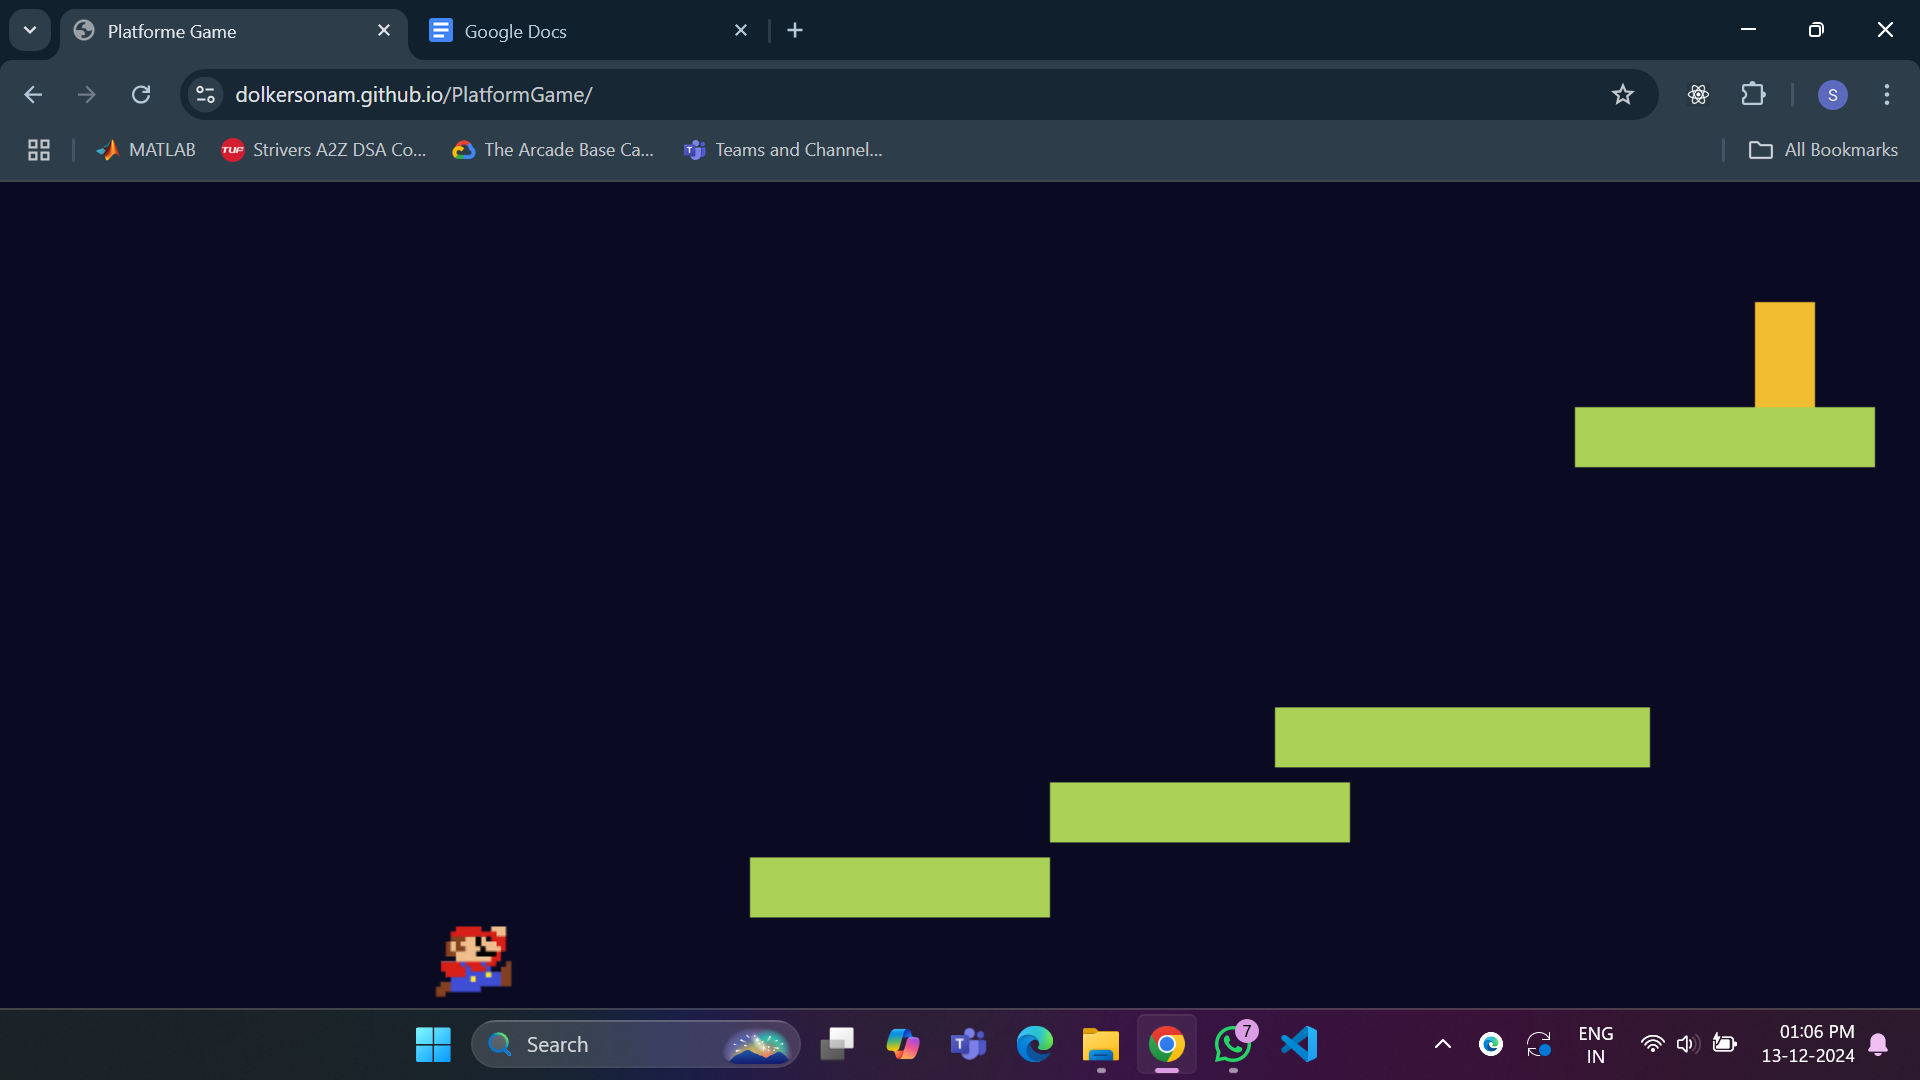 Platforme Game
Google Docs
dolkersonam.github.io/PlatformGame/
S
MATLAB
TUF
Strivers A2Z DSA Co...
The Arcade Base Ca...
T
Teams and Channel...
All Bookmarks
Search
T
7
ENG
IN
01:06 PM
13-12-2024